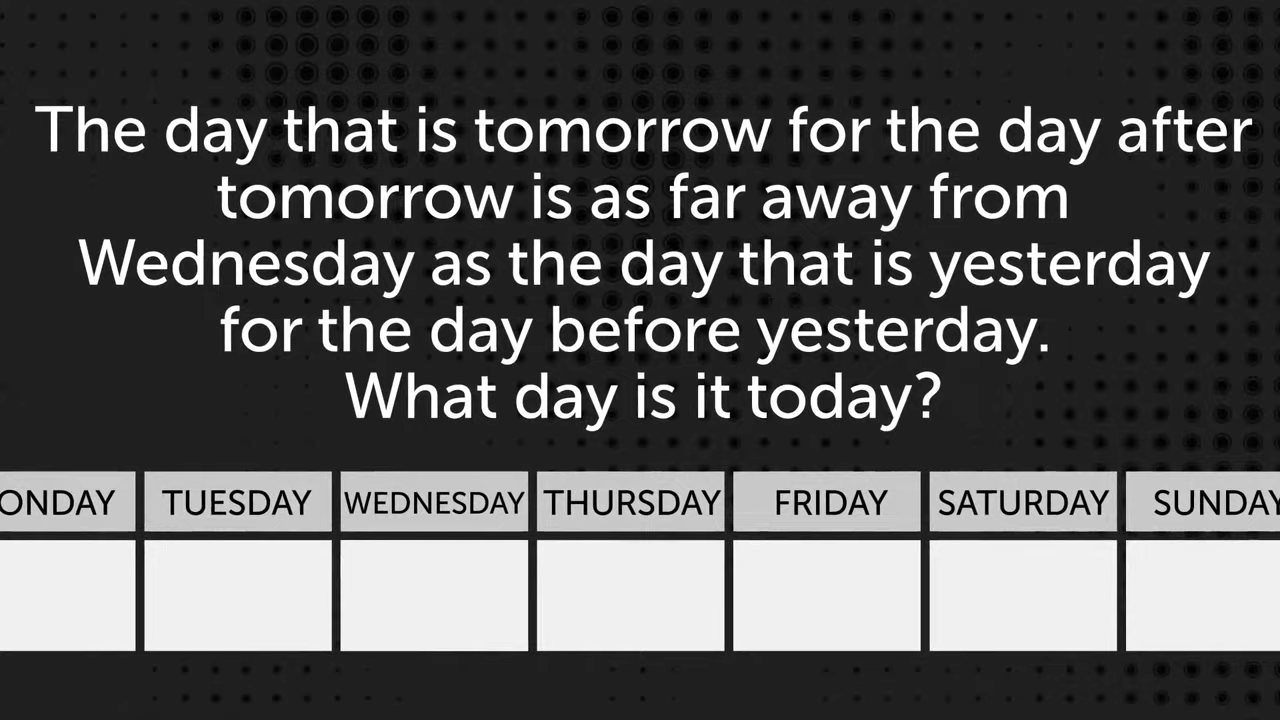 The day that is tomorrow for the day after
tomorrow is as far away from
Wednesday as the day that is yesterday
for the day before yesterday.
What day is it today?
ONDAY TUESDAY WEDNESDAY THURSDAY FRIDAY SATURDAY SUNDAY